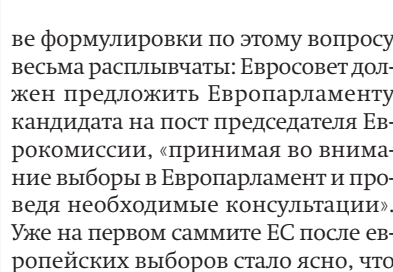 ве формулировки по этому вопросу
весьма расплывчаты: Евросовет дол-
жен предложить Европарламенту
кандидата на пост председателя Ев-
рокомиссии, «принимая во внима-
ние выборы в Европарламент и про-
ведя необходимые консультации».
Уже на первом саммите ЕС после ев-
ропейских выборов стало ясно, что